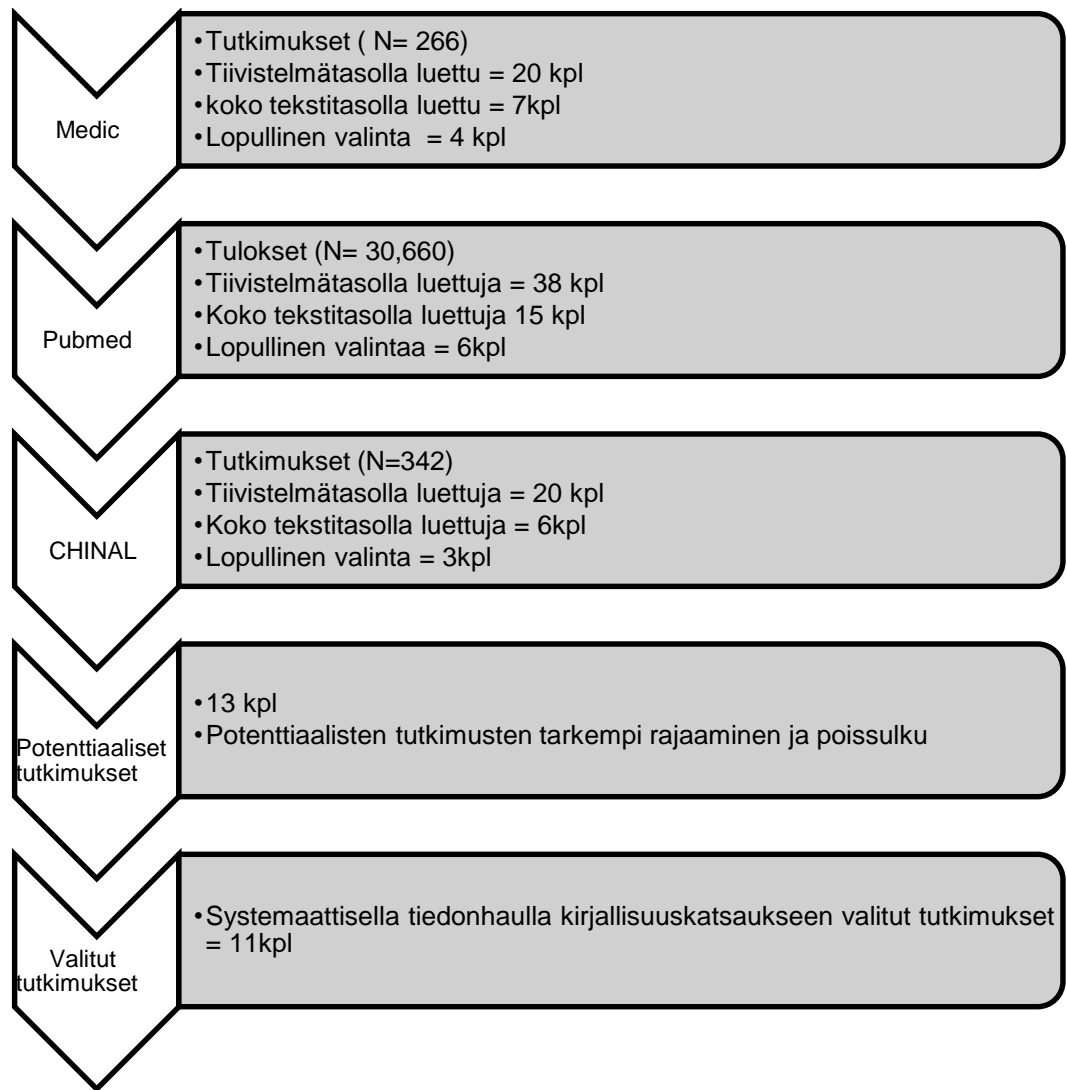 Medic
•Tutkimukset ( N= 266)
•Tiivistelmätasolla luettu = 20 kpl
•koko tekstitasolla luettu = 7kpl
•Lopullinen valinta  = 4 kpl
Pubmed
•Tulokset (N= 30,660)
•Tiivistelmätasolla luettuja = 38 kpl
•Koko tekstitasolla luettuja 15 kpl
•Lopullinen valintaa = 6kpl
CHINAL
•Tutkimukset (N=342)
•Tiivistelmätasolla luettuja = 20 kpl
•Koko tekstitasolla luettuja = 6kpl
•Lopullinen valinta = 3kpl
Potenttiaaliset
tutkimukset
•13 kpl
•Potenttiaalisten tutkimusten tarkempi rajaaminen ja poissulku
Valitut
tutkimukset
•Systemaattisella tiedonhaulla kirjallisuuskatsaukseen valitut tutkimukset
= 11kpl